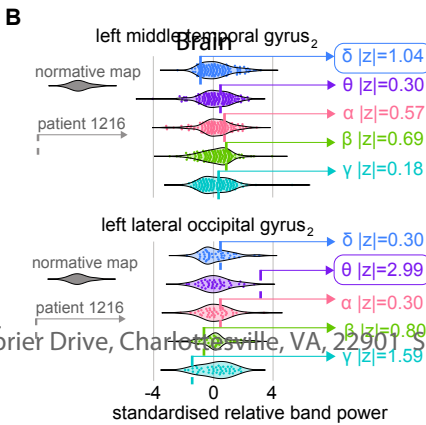 B
left middle temporal gyrus2
Brain
δ |z|=1.04
normative map
θ |z|=0.30
α |z|=0.57
patient 1216
β |z|=0.69
γ |z|=0.18
left lateral occipital gyrus2
δ |z|=0.30
normative map
θ |z|=2.99
patient 1216
α |z|=0.30
β |z|=0.80
orier Drive, Charlottesville, VA, 22901 S
γ |z|=1.59
-4 0 4
standardised relative band power